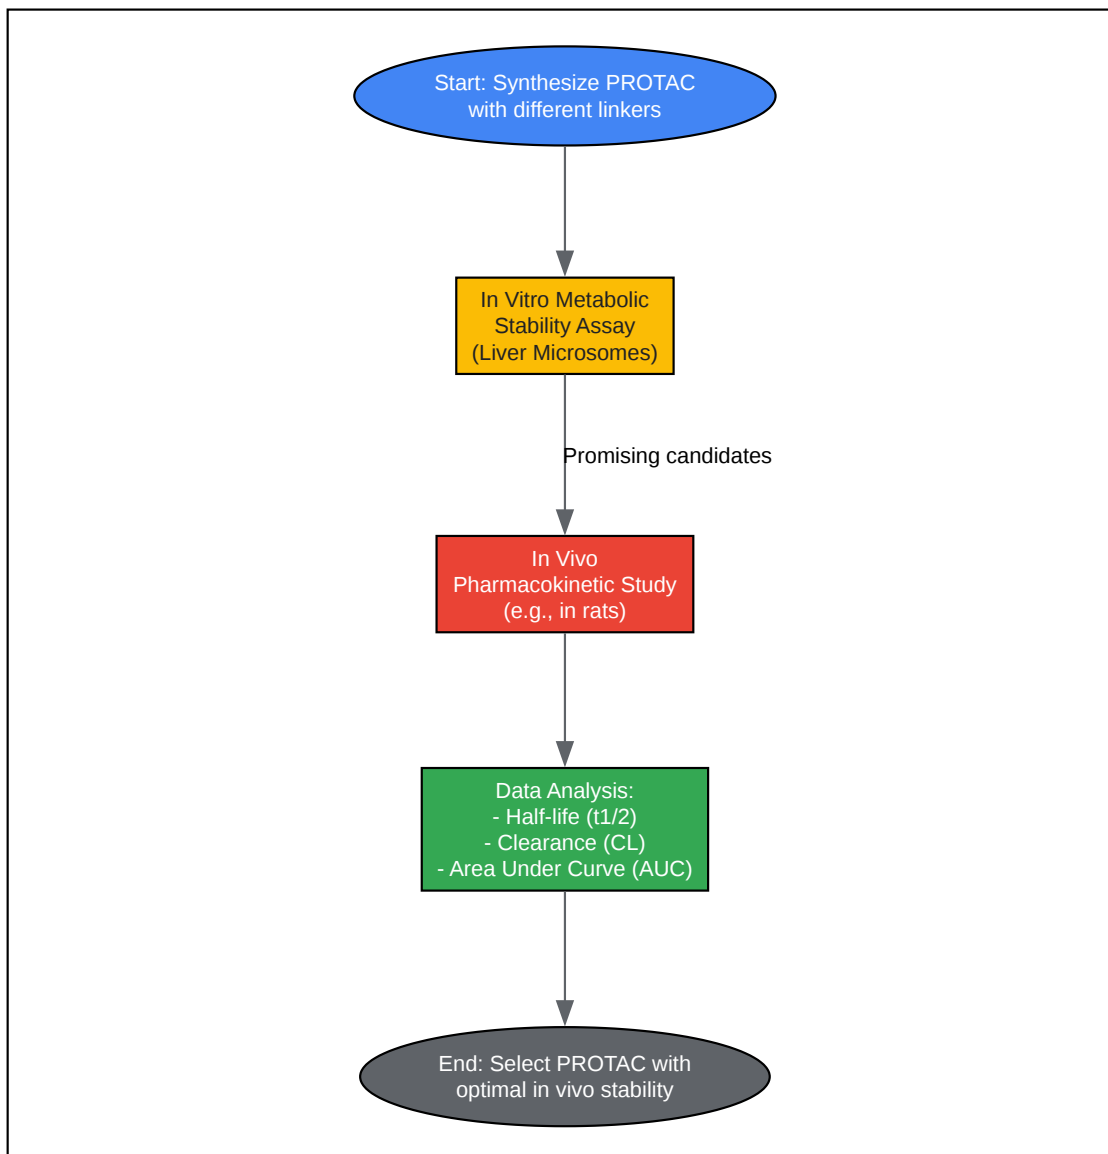 Start: Synthesize PROTAC
with different linkers
In Vitro Metabolic
Stability Assay
(Liver Microsomes)
Promising candidates
In Vivo
Pharmacokinetic Study
(e.g., in rats)
Data Analysis:
- Half-life (t1/2)
- Clearance (CL)
- Area Under Curve (AUC)
End: Select PROTAC with
optimal in vivo stability